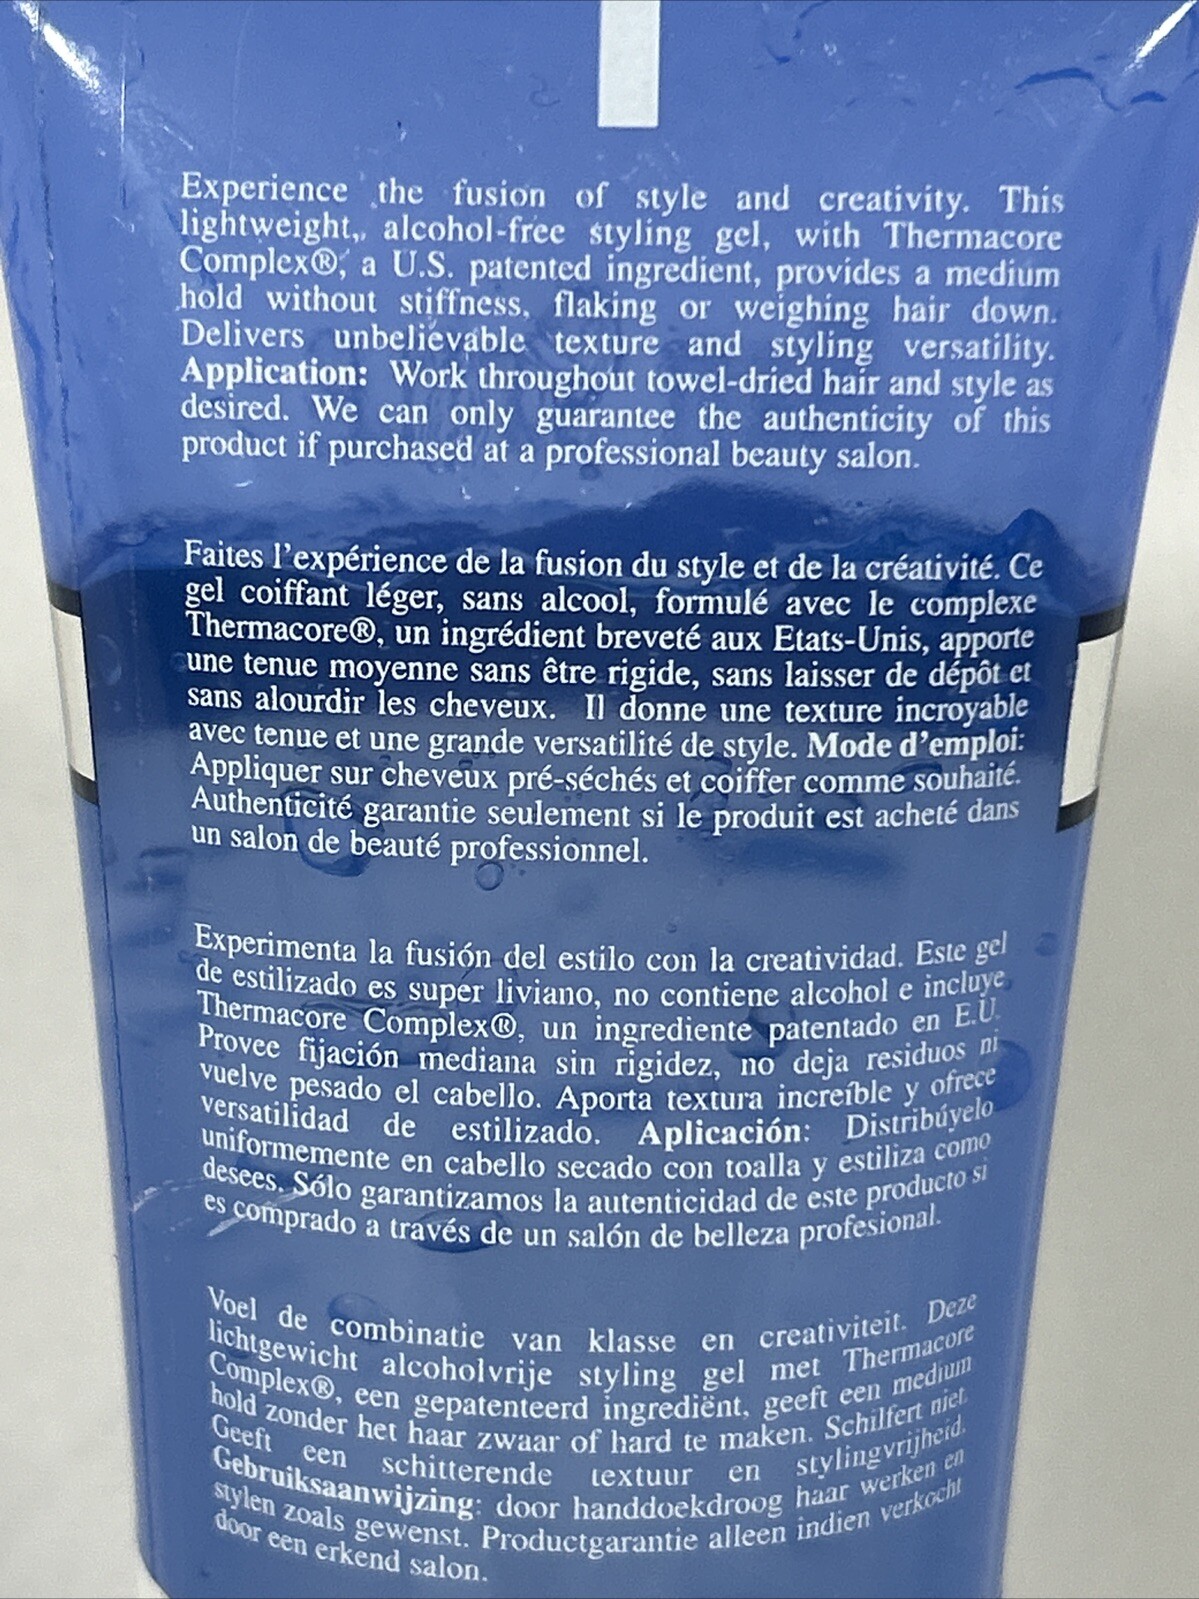 Experience the fusion of style and creativity. This
lightweight, alcohol-free styling gel, with Thermacore
Complex®, a U.S. patented ingredient, provides a medium
hold without stiffness, flaking or weighing hair down.
Delivers unbelievable texture and styling versatility.
Application: Work throughout towel-dried hair and style as
desired. We can only guarantee the authenticity of this
product if purchased at a professional beauty salon.
Faites l'expérience de la fusion du style et de la créativité. Ce
gel coiffant léger, sans alcool, formulé avec le complexe
Thermacore®, un ingrédient breveté aux Etats-Unis, apporte
une tenue moyenne sans être rigide, sans laisser de dépôt et
sans alourdir les cheveux. Il donne une texture incroyable
avec tenue et une grande versatilité de style. Mode d'emploi:
Appliquer sur cheveux pré-séchés et coiffer comme souhaité.
Authenticité garantie seulement si le produit est acheté dans
un salon de beauté professionnel.
Experimenta la fusión del estilo con la creatividad. Este gel
de estilizado es super liviano, no contiene alcohol e incluye,
Thermacore Complex®, un ingrediente patentado en E.U.
Provee fijación mediana sin rigidez, no deja residuos ni
vuelve pesado el cabello. Aporta textura increíble y ofrece
versatilidad de estilizado. Aplicación: Distribúyelo
uniformemente en cabello secado con toalla y estiliza como
desees. Sólo garantizamos la autenticidad de este producto si
es comprado a través de un salón de belleza profesional.
Voel de combinatie van klasse en creativiteit. Deze
lichtgewicht alcoholvrije styling gel met Thermacore
Complex®, een gepatenteerd ingrediënt, geeft een medium
hold zonder het haar zwaar of hard te maken. Schilfert niet.
Geeft een schitterende textuur en stylingvrijheid.
Gebruiksaanwijzing: door handdoekdroog haar werken en
stylen zoals gewenst. Productgarantie alleen indien verkocht
door een erkend salon.